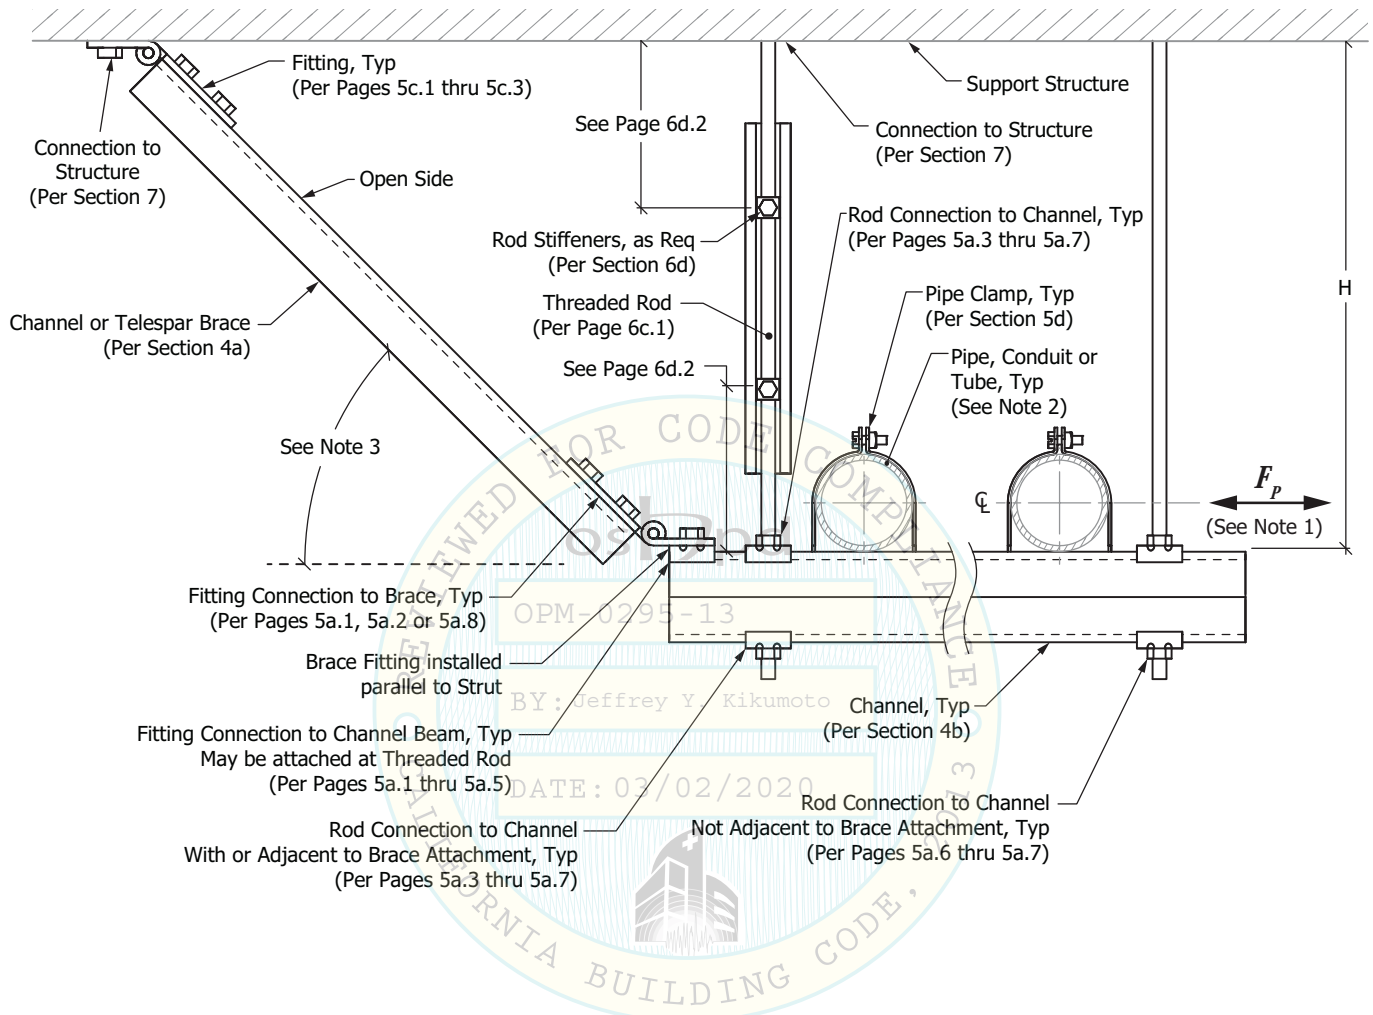 Fitting, Typ
(Per Pages 5c.1 thru 5c.3)
Support Structure
See Page 6d.2
Connection to Structure
(Per Section 7)
Connection to
Structure
(Per Section 7)
Open Side
Rod Connection to Channel, Typ
(Per Pages 5a.3 thru 5a.7)
Rod Stiffeners, as Req
(Per Section 6d)
H
Threaded Rod
(Per Page 6c.1)
Pipe Clamp, Typ
(Per Section 5d)
Channel or Telespar Brace
(Per Section 4a)
See Page 6d.2
Pipe, Conduit or
Tube, Typ
(See Note 2)
See Note 3
℄
Fp
(See Note 1)
Fitting Connection to Brace, Typ
(Per Pages 5a.1, 5a.2 or 5a.8)
Brace Fitting installed
parallel to Strut
Channel, Typ
(Per Section 4b)
Fitting Connection to Channel Beam, Typ
May be attached at Threaded Rod
(Per Pages 5a.1 thru 5a.5)
Rod Connection to Channel
Not Adjacent to Brace Attachment, Typ
(Per Pages 5a.6 thru 5a.7)
Rod Connection to Channel
With or Adjacent to Brace Attachment, Typ
(Per Pages 5a.3 thru 5a.7)
REVIEWED FOR CODE COMPLIANCE
oshpd
OPM-0295-13
BY: Jeffrey Y. Kikumoto
DATE: 03/02/2020
CALIFORNIA BUILDING CODE, 2013